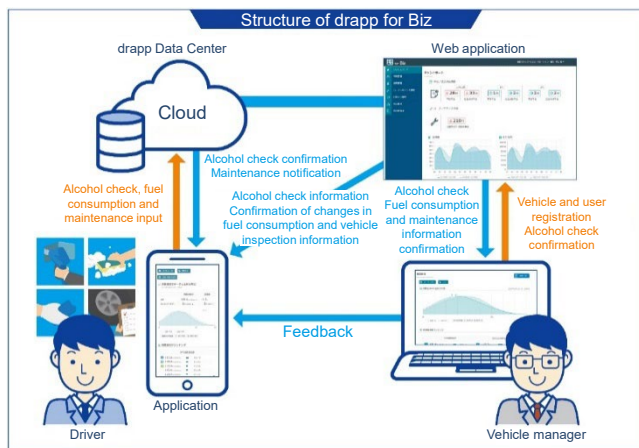 Structure of drapp for Biz
drapp Data Center
Web application
Cloud
Alcohol check confirmation
Maintenance notification
Alcohol check, fuel
consumption and
maintenance input
Alcohol check information
Confirmation of changes in
fuel consumption and vehicle
inspection information
Alcohol check
Fuel consumption
and maintenance
information
confirmation
Vehicle and user
registration
Alcohol check
confirmation
Feedback
Application
Driver
Vehicle manager